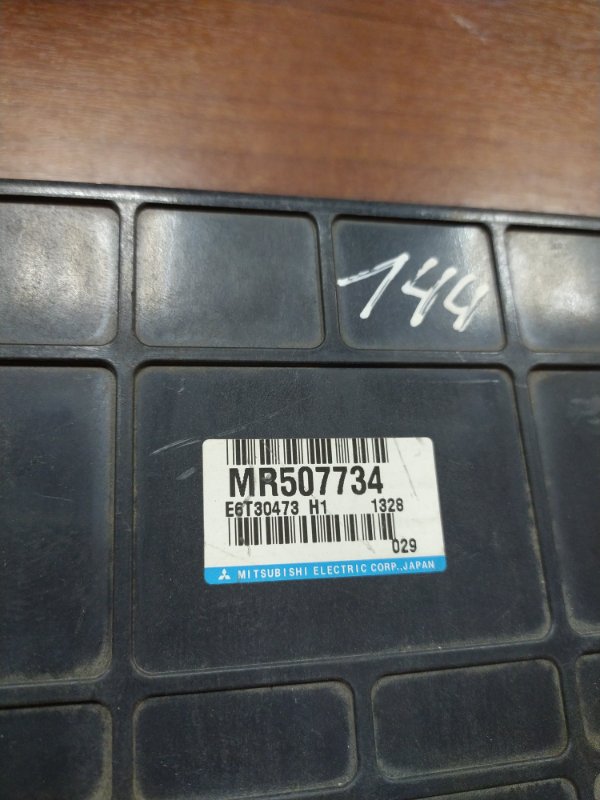 144
MR507734
E6T30473 H1 1328
029
MITSUBISHI ELECTRIC CORP., JAPAN